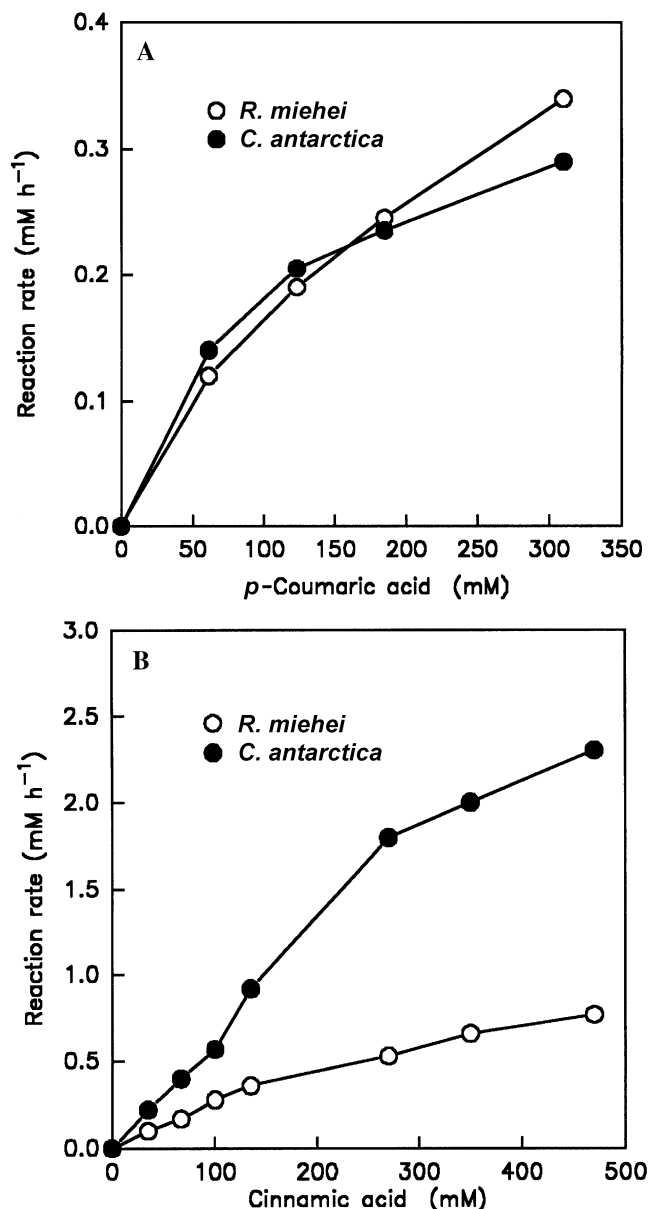 A
R. miehei
C. antarctica
0.4
0.3
0.2
0.1
0.0
Reaction rate (mM h⁻¹)
0 50 100 150 200 250 300 350
p-Coumaric acid (mM)
B
R. miehei
C. antarctica
3.0
2.5
2.0
1.5
1.0
0.5
0.0
Reaction rate (mM h⁻¹)
0 100 200 300 400 500
Cinnamic acid (mM)